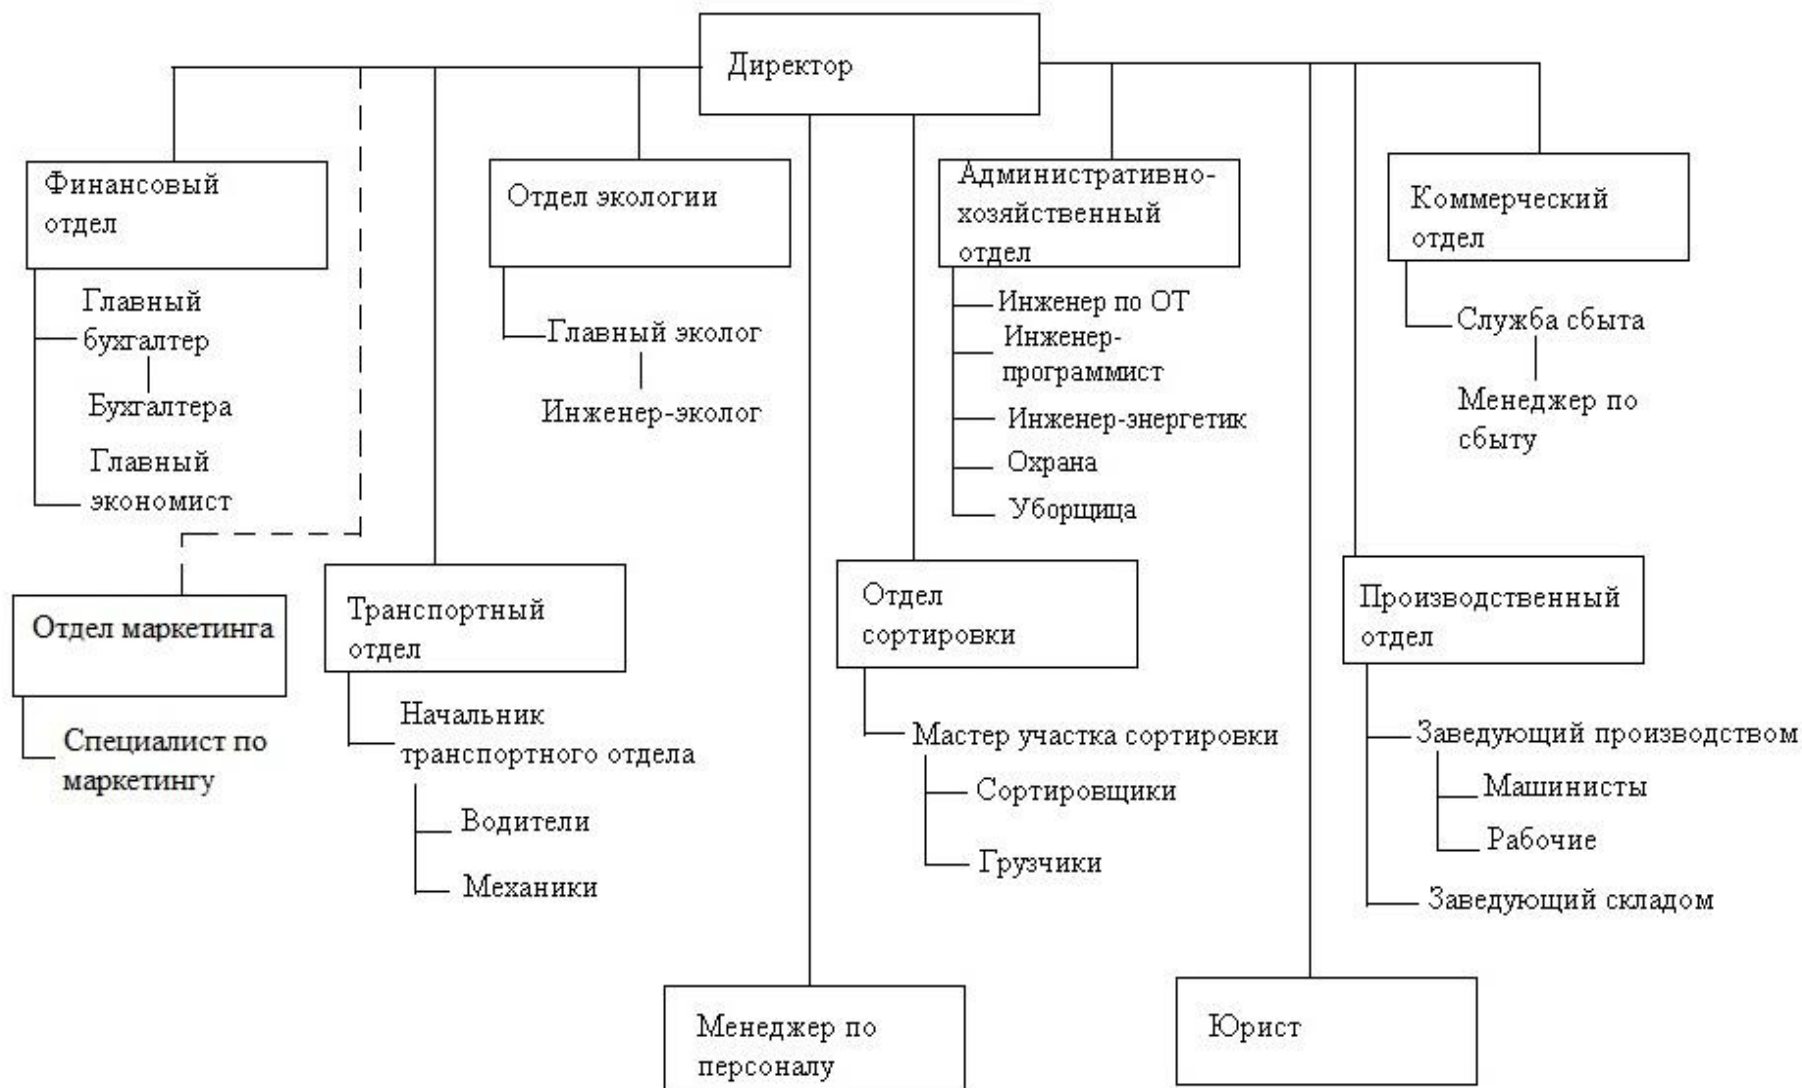 Директор
Финансовый
отдел
Отдел экологии
Административно-
хозяйственный
отдел
Коммерческий
отдел
Главный
бухгалтер
Бухгалтера
Главный
экономист
Главный эколог
Инженер-эколог
Инженер по ОТ
Инженер-
программист
Инженер-энергетик
Охрана
Уборщица
Служба сбыта
Менеджер по
сбыту
Отдел маркетинга
Специалист по
маркетингу
Транспортный
отдел
Начальник
транспортного отдела
Водители
Механики
Отдел
сортировки
Мастер участка сортировки
Сортировщики
Грузчики
Производственный
отдел
Заведующий производством
Машинисты
Рабочие
Заведующий складом
Менеджер по
персоналу
Юрист